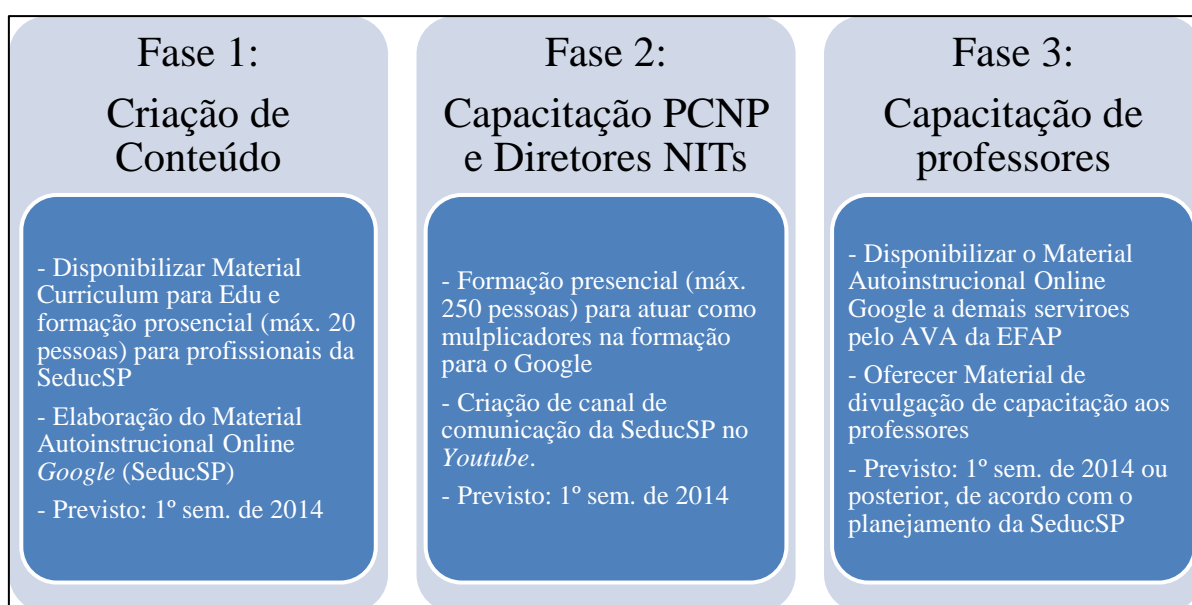 Fase 1:
Criação de
Conteúdo
- Disponibilizar Material
Curriculum para Edu e
formação prosencial (máx. 20
pessoas) para profissionais da
SeducSP
- Elaboração do Material
Autoinstrucional Online
Google (SeducSP)
- Previsto: 1º sem. de 2014
Fase 2:
Capacitação PCNP
e Diretores NITs
- Formação presencial (máx.
250 pessoas) para atuar como
mulplicadores na formação
para o Google
- Criação de canal de
comunicação da SeducSP no
Youtube.
- Previsto: 1º sem. de 2014
Fase 3:
Capacitação de
professores
- Disponibilizar o Material
Autoinstrucional Online
Google a demais serviroes
pelo AVA da EFAP
- Oferecer Material de
divulgação de capacitação aos
professores
- Previsto: 1º sem. de 2014 ou
posterior, de acordo com o
planejamento da SeducSP